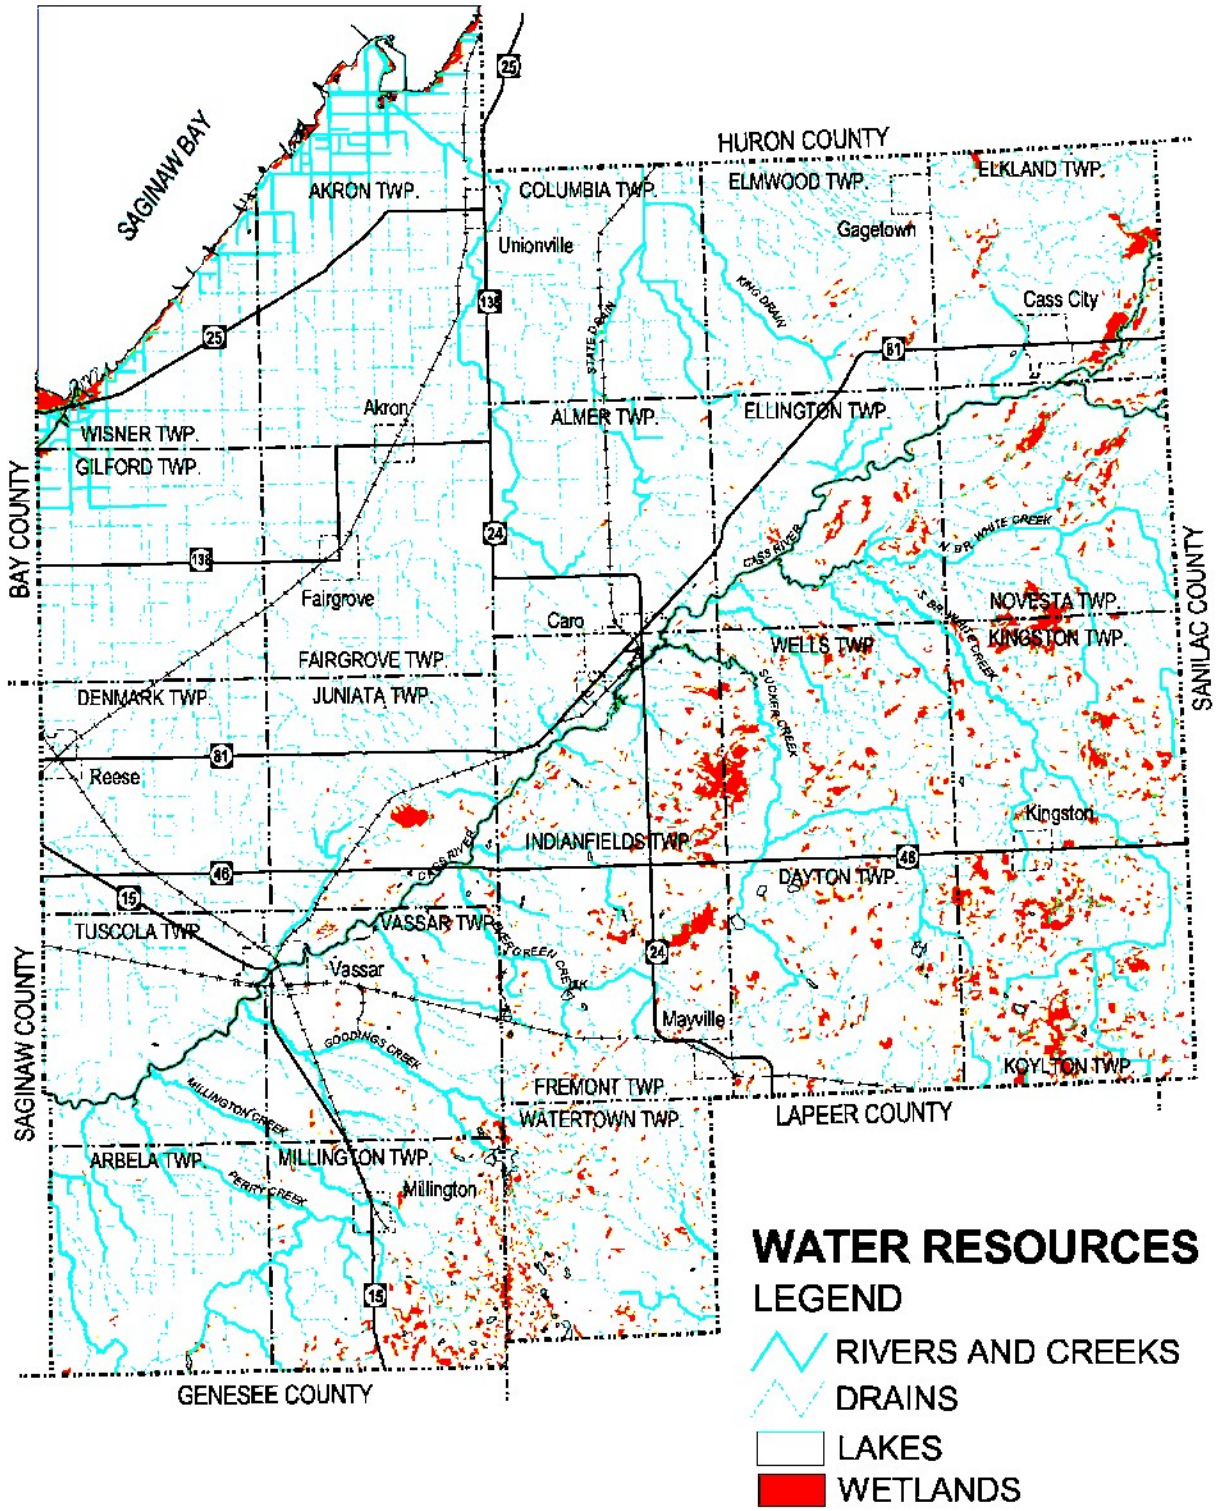 25
HURON COUNTY
SAGINAW BAY
AKRON TWP.
COLUMBIA TWP.
ELMWOOD TWP.
ELKLAND TWP.
Gagetown
Unionville
KING DRAIN
138
Cass City
STATE DRAIN
25
81
Akron
ALMER TWP.
ELLINGTON TWP.
WISNER TWP.
GILFORD TWP.
BAY COUNTY
24
CASS RIVER
N. BR. WHITE CREEK
138
Fairgrove
S. BR. WHITE CREEK
NOVESTA TWP.
Caro
WELLS TWP.
KINGSTON TWP.
SANILAC COUNTY
FAIRGROVE TWP.
DENMARK TWP.
JUNIATA TWP.
SUCKER CREEK
81
Reese
Kingston
INDIANFIELDS TWP.
CASS RIVER
46
46
DAYTON TWP.
15
TUSCOLA TWP.
VASSAR TWP.
EVERGREEN CREEK
24
Vassar
SAGINAW COUNTY
Mayville
GOODINGS CREEK
KOYLTON TWP.
FREMONT TWP.
MILLINGTON CREEK
WATERTOWN TWP.
LAPEER COUNTY
ARBELA TWP.
MILLINGTON TWP.
PERRY CREEK
Millington
15
GENESEE COUNTY
WATER RESOURCES
LEGEND
RIVERS AND CREEKS
DRAINS
LAKES
WETLANDS